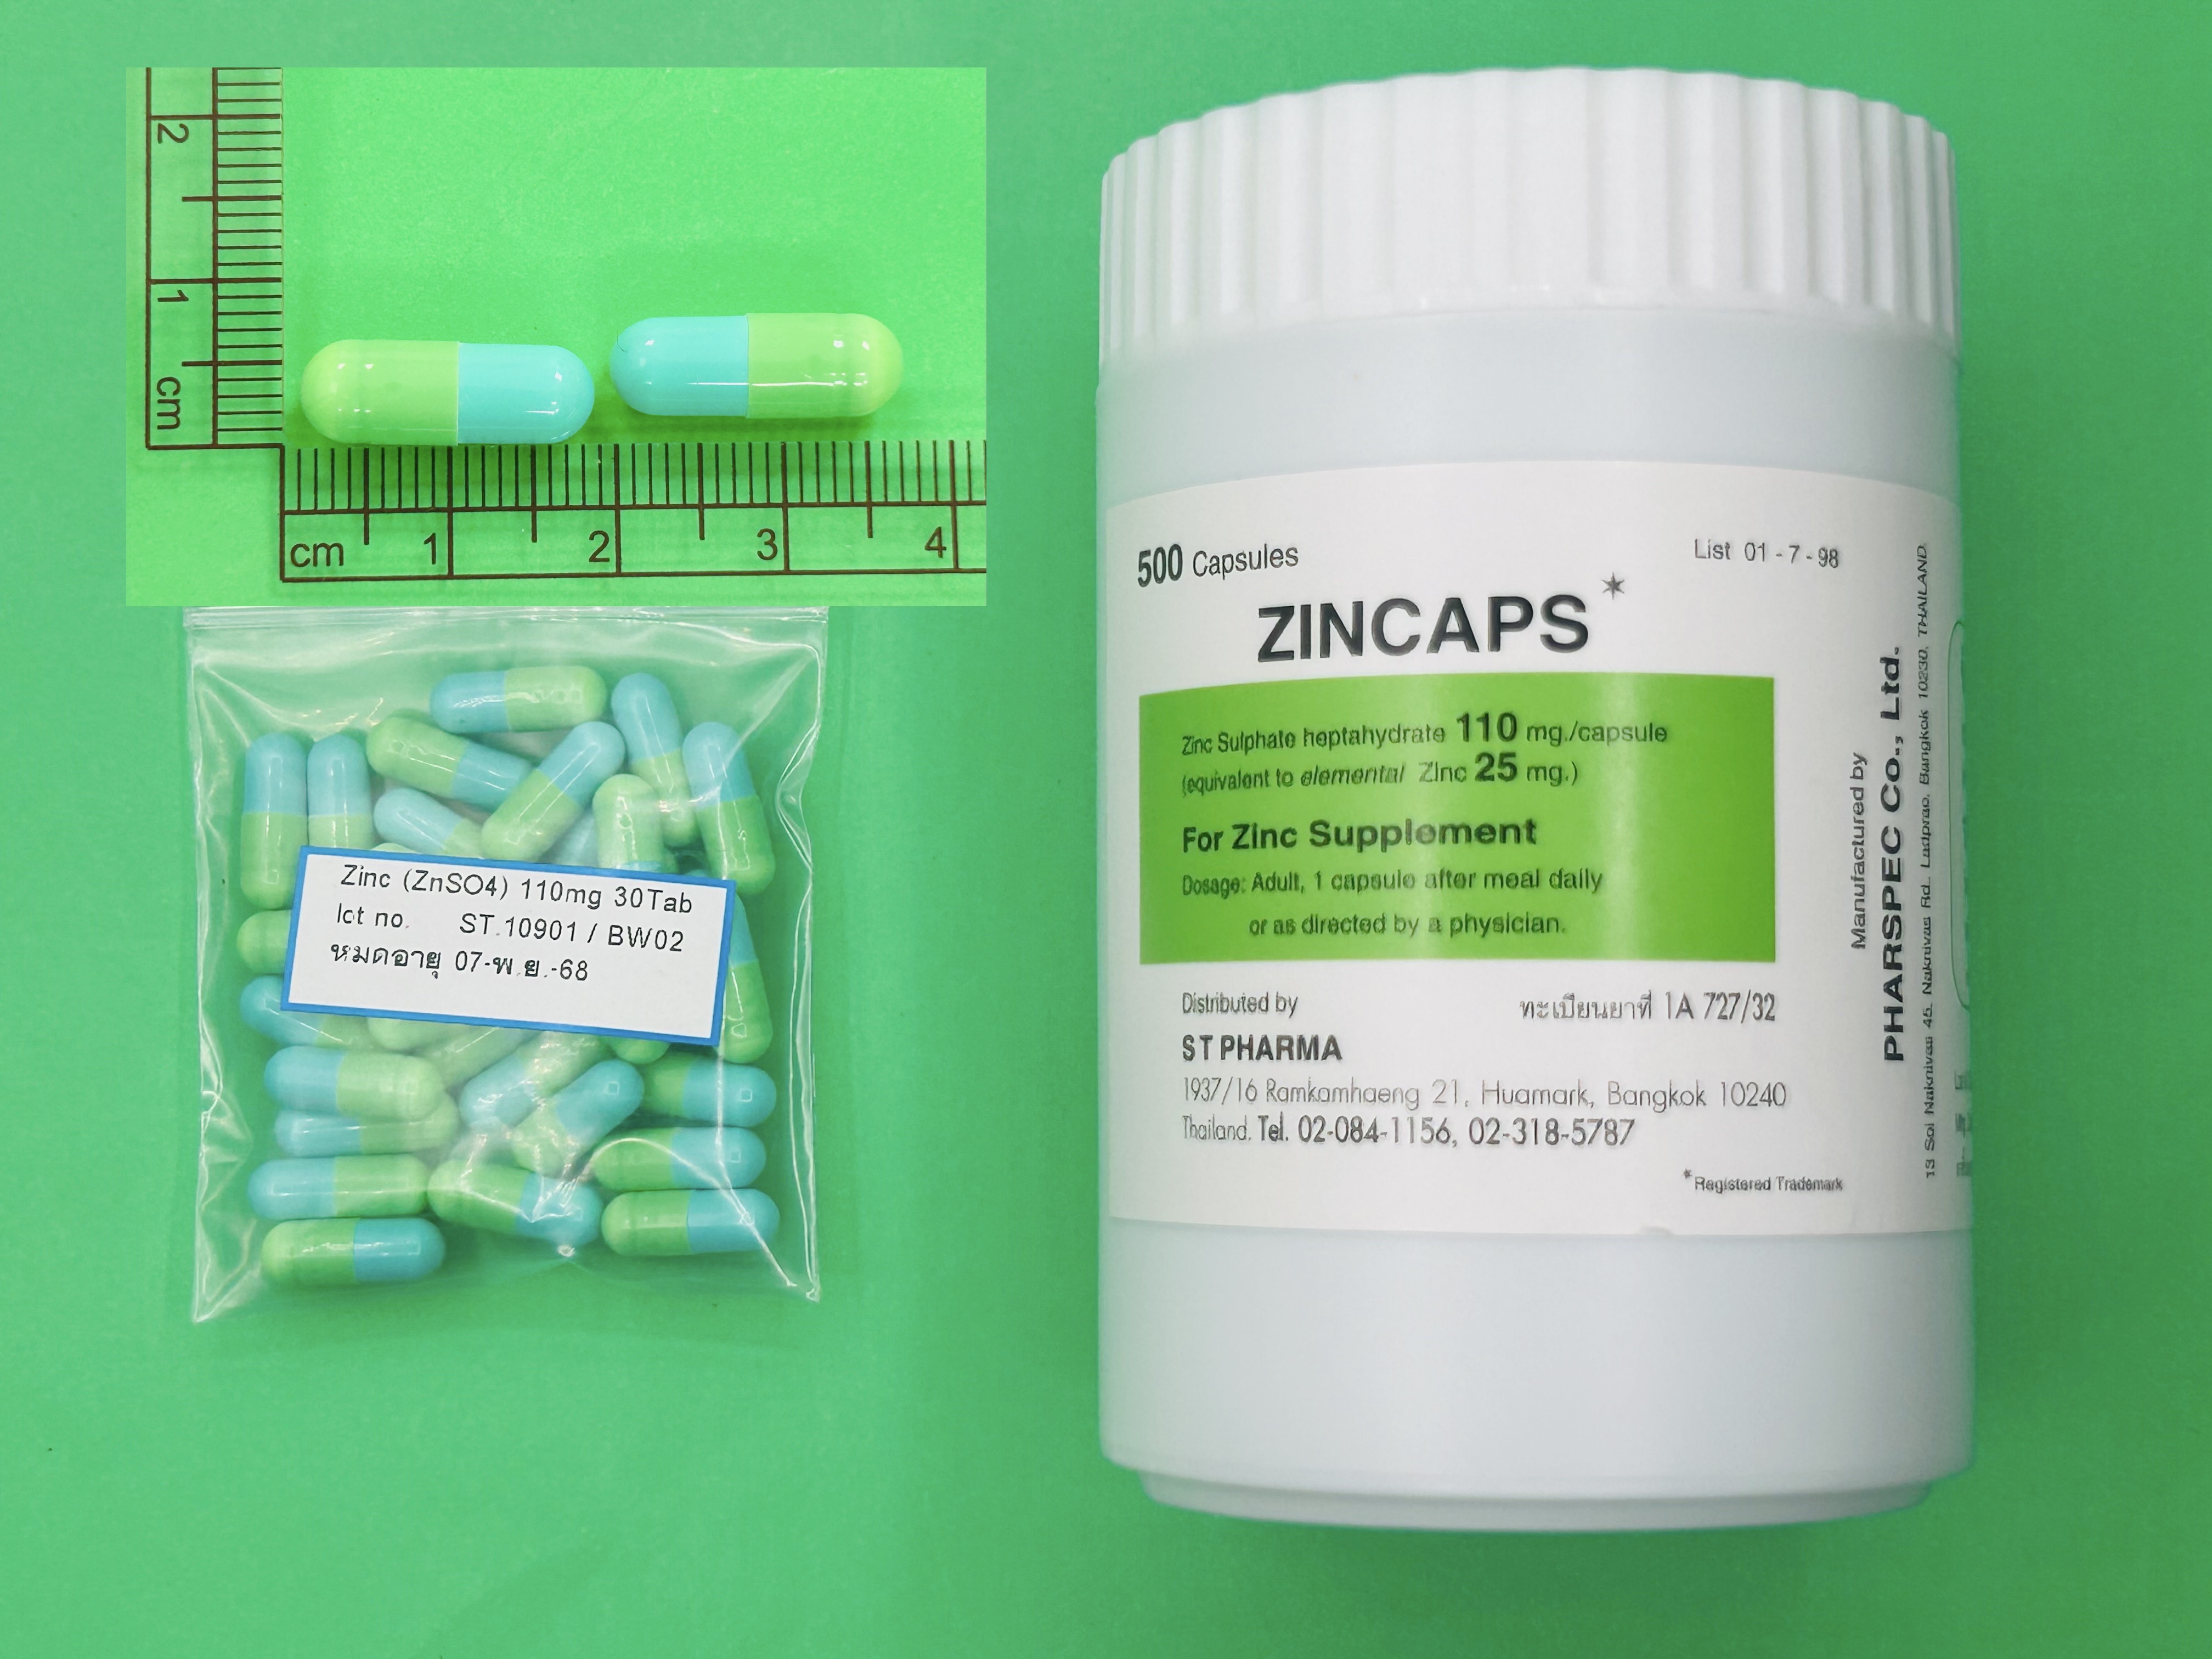 2
1
cm
cm 1 2 3 4
Zinc (ZnSO4) 110mg 30Tab
lot no. ST.10901 / BW02
หมดอายุ 07-พ.ย.-68
500 Capsules
List 01-7-98
ZINCAPS*
Zinc Sulphate heptahydrate 110 mg./capsule
(equivalent to elemental Zinc 25 mg.)
For Zinc Supplement
Dosage: Adult, 1 capsule after meal daily
or as directed by a physician.
Distributed by
ทะเบียนยาที่ 1A 727/32
ST PHARMA
1937/16 Ramkamhaeng 21, Huamark, Bangkok 10240
Thailand. Tel. 02-084-1156, 02-318-5787
*Registered Trademark
Manufactured by
PHARSPEC Co., Ltd.
13 Soi Naknivas 45, Naknivas Rd., Ladprao, Bangkok 10230, THAILAND.